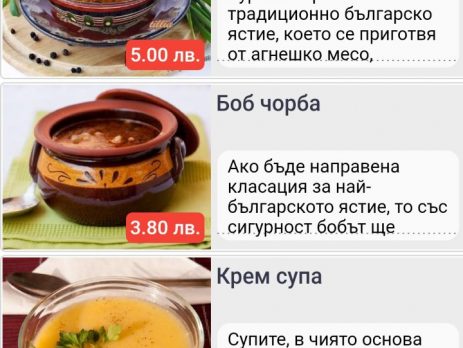 традиционно българско
ястие, което се приготвя
от агнешко месо,
5.00 лв.
Боб чорба
Ако бъде направена
класация за най-
българското ястие, то със
сигурност бобът ще
3.80 лв.
Крем супа
Супите, в чиято основа